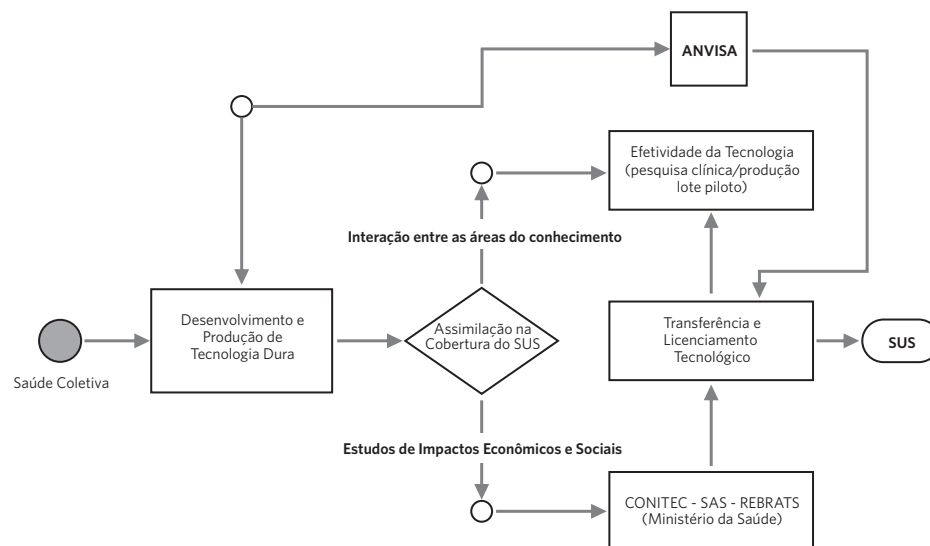 ANVISA
Efetividade da Tecnologia
(pesquisa clínica/produção
lote piloto)
Interação entre as áreas do conhecimento
Desenvolvimento e
Produção de
Tecnologia Dura
Assimilação na
Cobertura do SUS
Transferência e
Licenciamento
Tecnológico
SUS
Saúde Coletiva
Estudos de Impactos Econômicos e Sociais
CONITEC - SAS - REBRATS
(Ministério da Saúde)